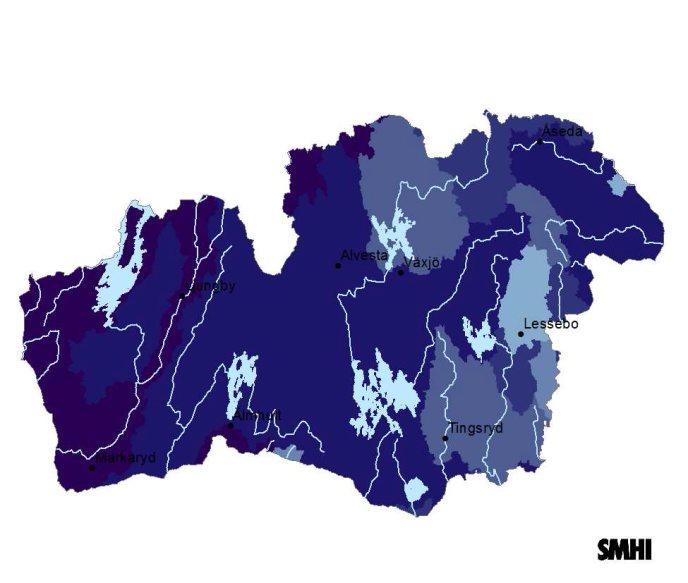 Åseda
Alvesta
Växjö
Ljungby
Lessebo
Älmhult
Tingsryd
Markaryd
SMHI